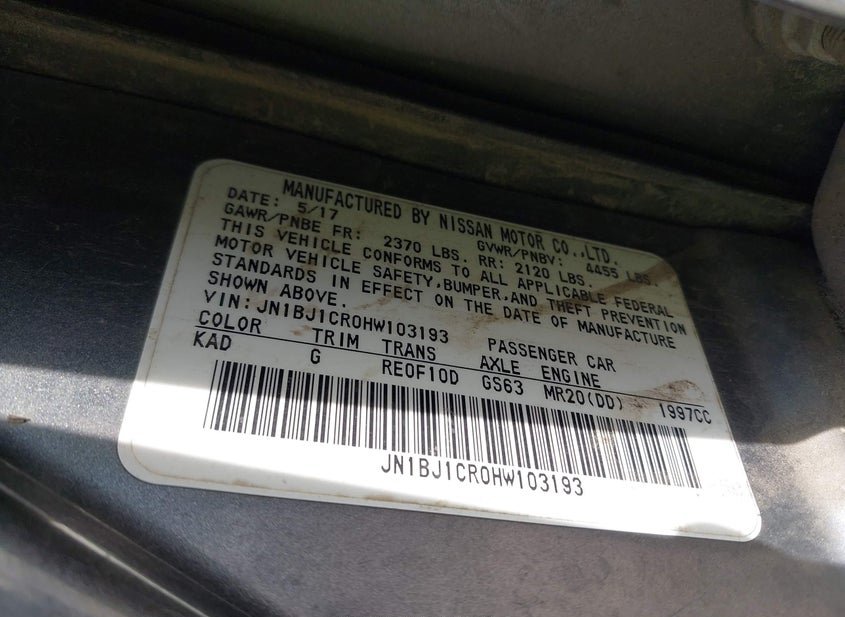 MANUFACTURED BY NISSAN MOTOR CO.,LTD.
DATE: 5/17 GVWR/PNBV: 4455 LBS.
GAWR/PNBE FR: 2370 LBS. RR: 2120 LBS.
THIS VEHICLE CONFORMS TO ALL APPLICABLE FEDERAL
MOTOR VEHICLE SAFETY,BUMPER,AND THEFT PREVENTION
STANDARDS IN EFFECT ON THE DATE OF MANUFACTURE
SHOWN ABOVE.
VIN: JN1BJ1CR0HW103193 PASSENGER CAR
COLOR TRIM TRANS AXLE ENGINE
KAD G RE0F10D GS63 MR20(DD) 1997CC
JN1BJ1CR0HW103193